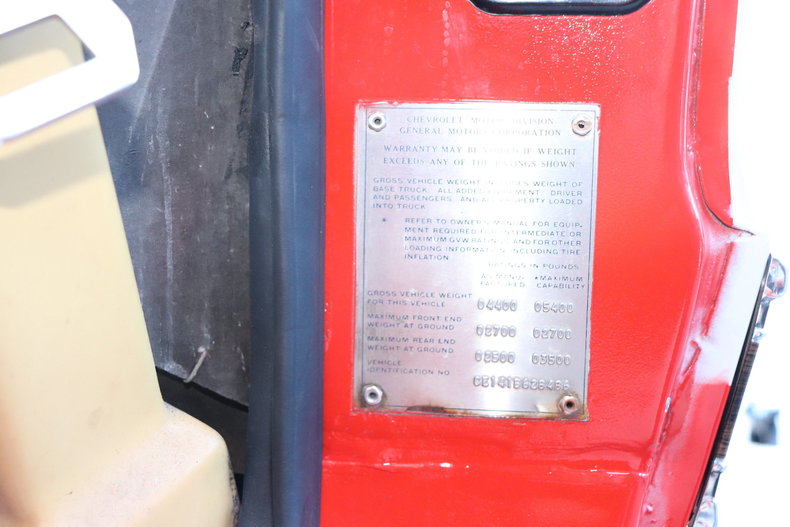 CHEVROLET MOTOR DIVISION
GENERAL MOTORS CORPORATION
WARRANTY MAY BE VOIDED IF WEIGHT
EXCEEDS ANY OF THE RATINGS SHOWN
GROSS VEHICLE WEIGHT INCLUDES WEIGHT OF
BASE TRUCK, ALL ADDED EQUIPMENT, DRIVER
AND PASSENGERS, AND ALL PROPERTY LOADED
INTO TRUCK.
* REFER TO OWNER'S MANUAL FOR EQUIP-
MENT REQUIRED FOR INTERMEDIATE OR
MAXIMUM GVW RATINGS, AND FOR OTHER
LOADING INFORMATION INCLUDING TIRE
INFLATION
RATINGS IN POUNDS
*MAXIMUM
CAPABILITY
GROSS VEHICLE WEIGHT
FOR THIS VEHICLE 04400 05400
MAXIMUM FRONT END
WEIGHT AT GROUND 02700 02700
MAXIMUM REAR END
WEIGHT AT GROUND 03500 03500
VEHICLE
IDENTIFICATION NO.